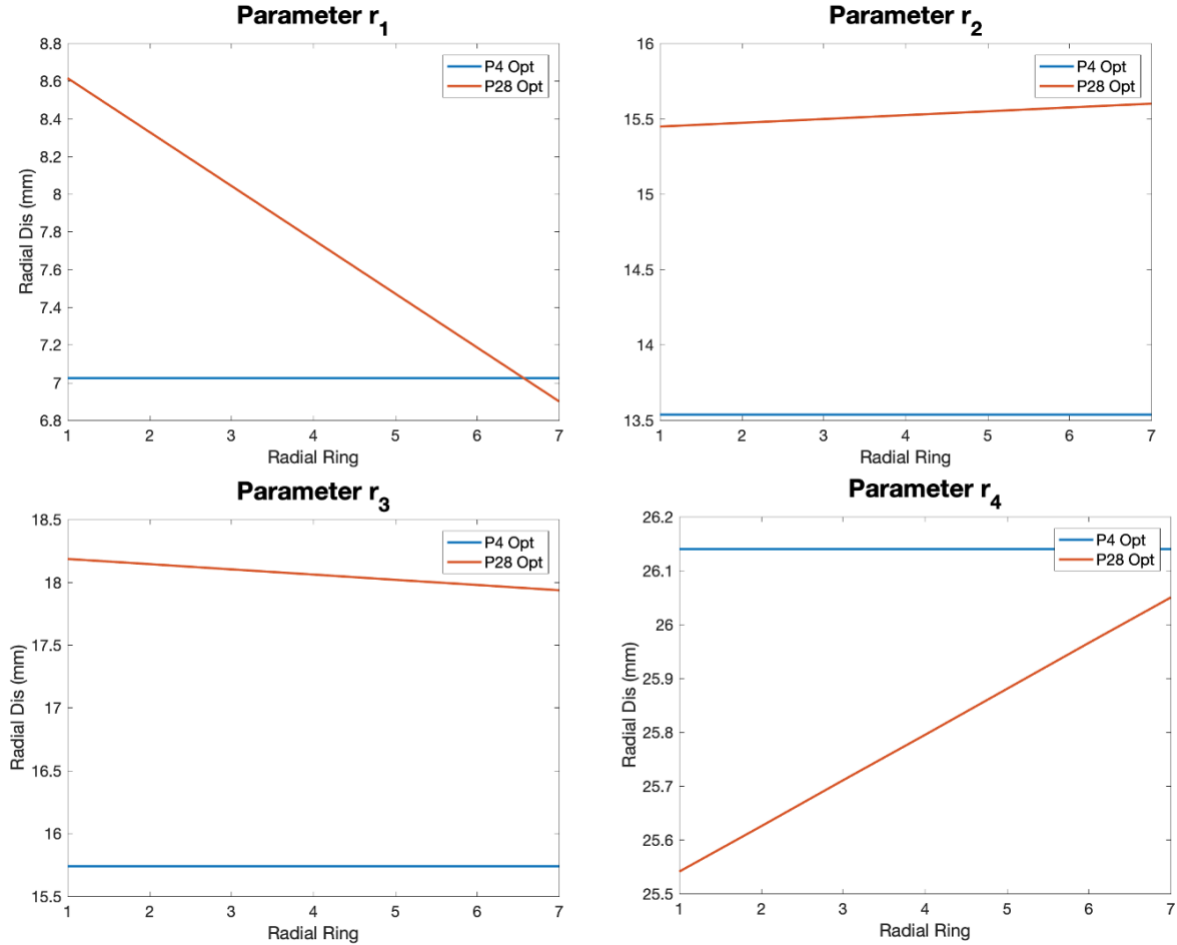 Parameter r1
8.8
8.6
8.4
8.2
8
7.8
7.6
7.4
7.2
7
6.8
Radial Dis (mm)
P4 Opt
P28 Opt
1 2 3 4 5 6 7
Radial Ring
Parameter r2
16
15.5
15
14.5
14
13.5
P4 Opt
P28 Opt
1 2 3 4 5 6 7
Radial Ring
Parameter r3
18.5
18
17.5
17
16.5
16
15.5
Radial Dis (mm)
P4 Opt
P28 Opt
1 2 3 4 5 6 7
Radial Ring
Parameter r4
26.2
26.1
26
25.9
25.8
25.7
25.6
25.5
Radial Dis (mm)
P4 Opt
P28 Opt
1 2 3 4 5 6 7
Radial Ring